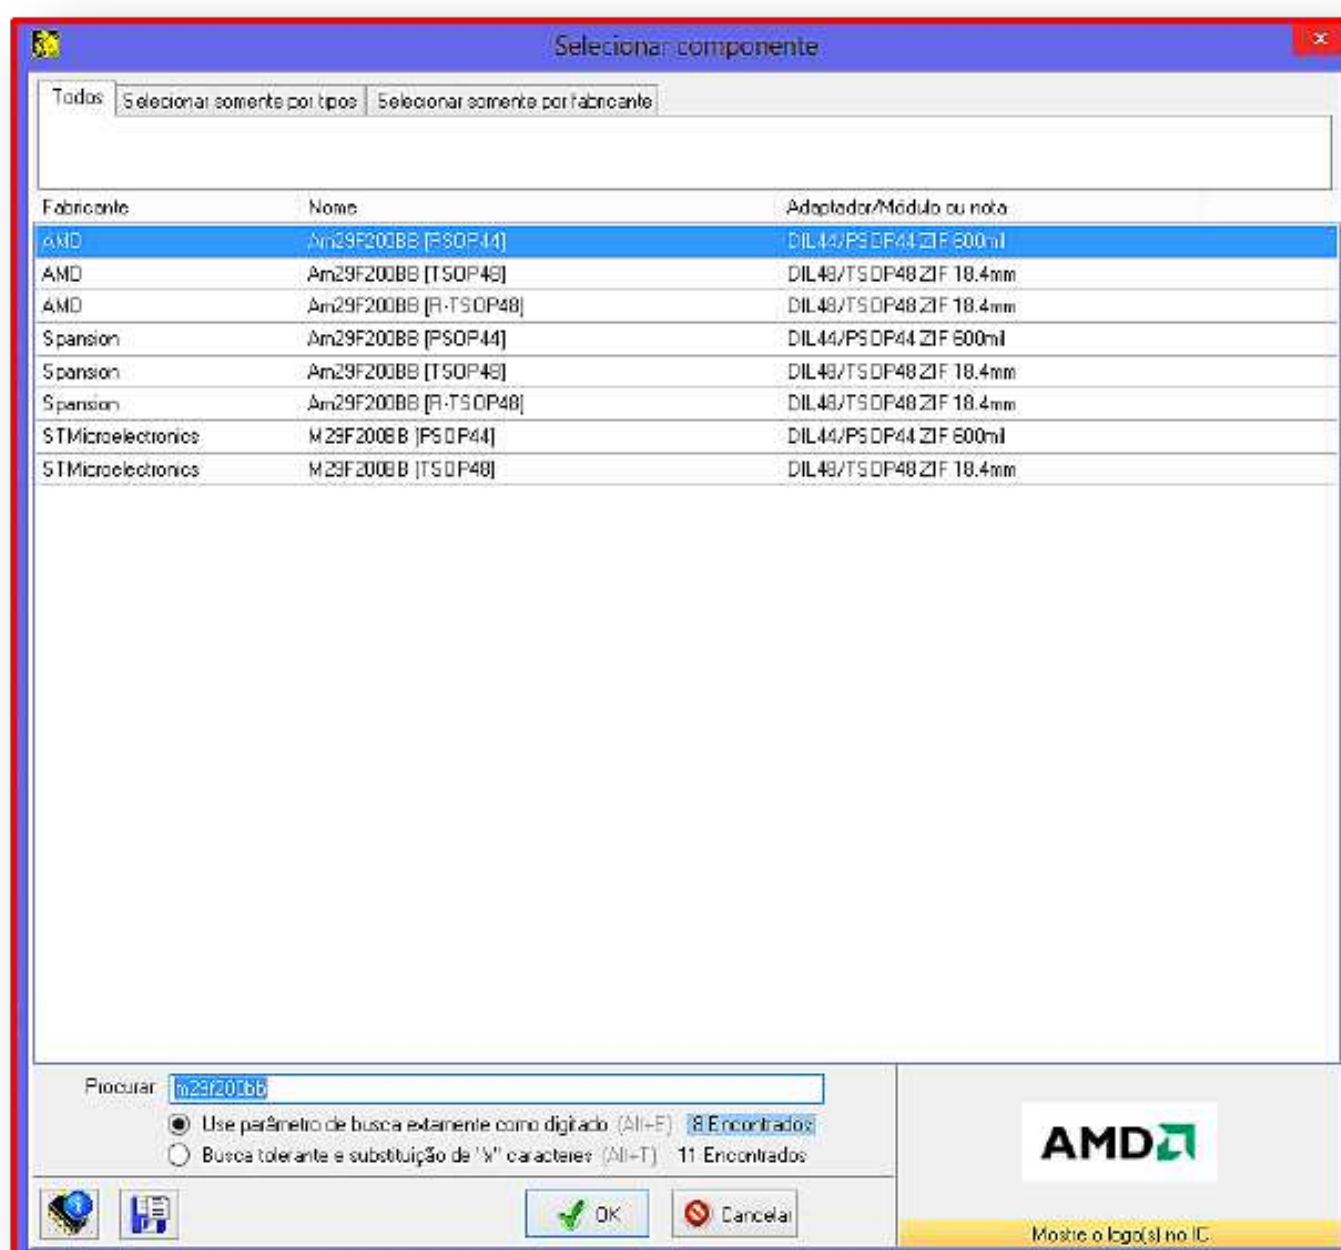 Selecionar componente
Todos Selecionar somente por tipos Selecionar somente por fabricante
Fabricante Nome Adaptador/Módulo ou nota
AMD Am29F200BB [PSOP44] DIL44/PSOP44 ZIF 600mil
AMD Am29F200BB [TSOP48] DIL48/TSOP48 ZIF 18.4mm
AMD Am29F200BB [R-TSOP48] DIL48/TSOP48 ZIF 18.4mm
Spansion Am29F200BB [PSOP44] DIL44/PSOP44 ZIF 600mil
Spansion Am29F200BB [TSOP48] DIL48/TSOP48 ZIF 18.4mm
Spansion Am29F200BB [R-TSOP48] DIL48/TSOP48 ZIF 18.4mm
STMicroelectronics M29F200BB [PSOP44] DIL44/PSOP44 ZIF 600mil
STMicroelectronics M29F200BB [TSOP48] DIL48/TSOP48 ZIF 18.4mm
Procurar m29f200bb
Use parâmetro de busca extamente como digitado (Alt+E) 8 Encontrados
Busca tolerante e substituição de "x" caracteres (Alt+T) 11 Encontrados
AMD
OK Cancelar
Mostre o logo(s) no IC